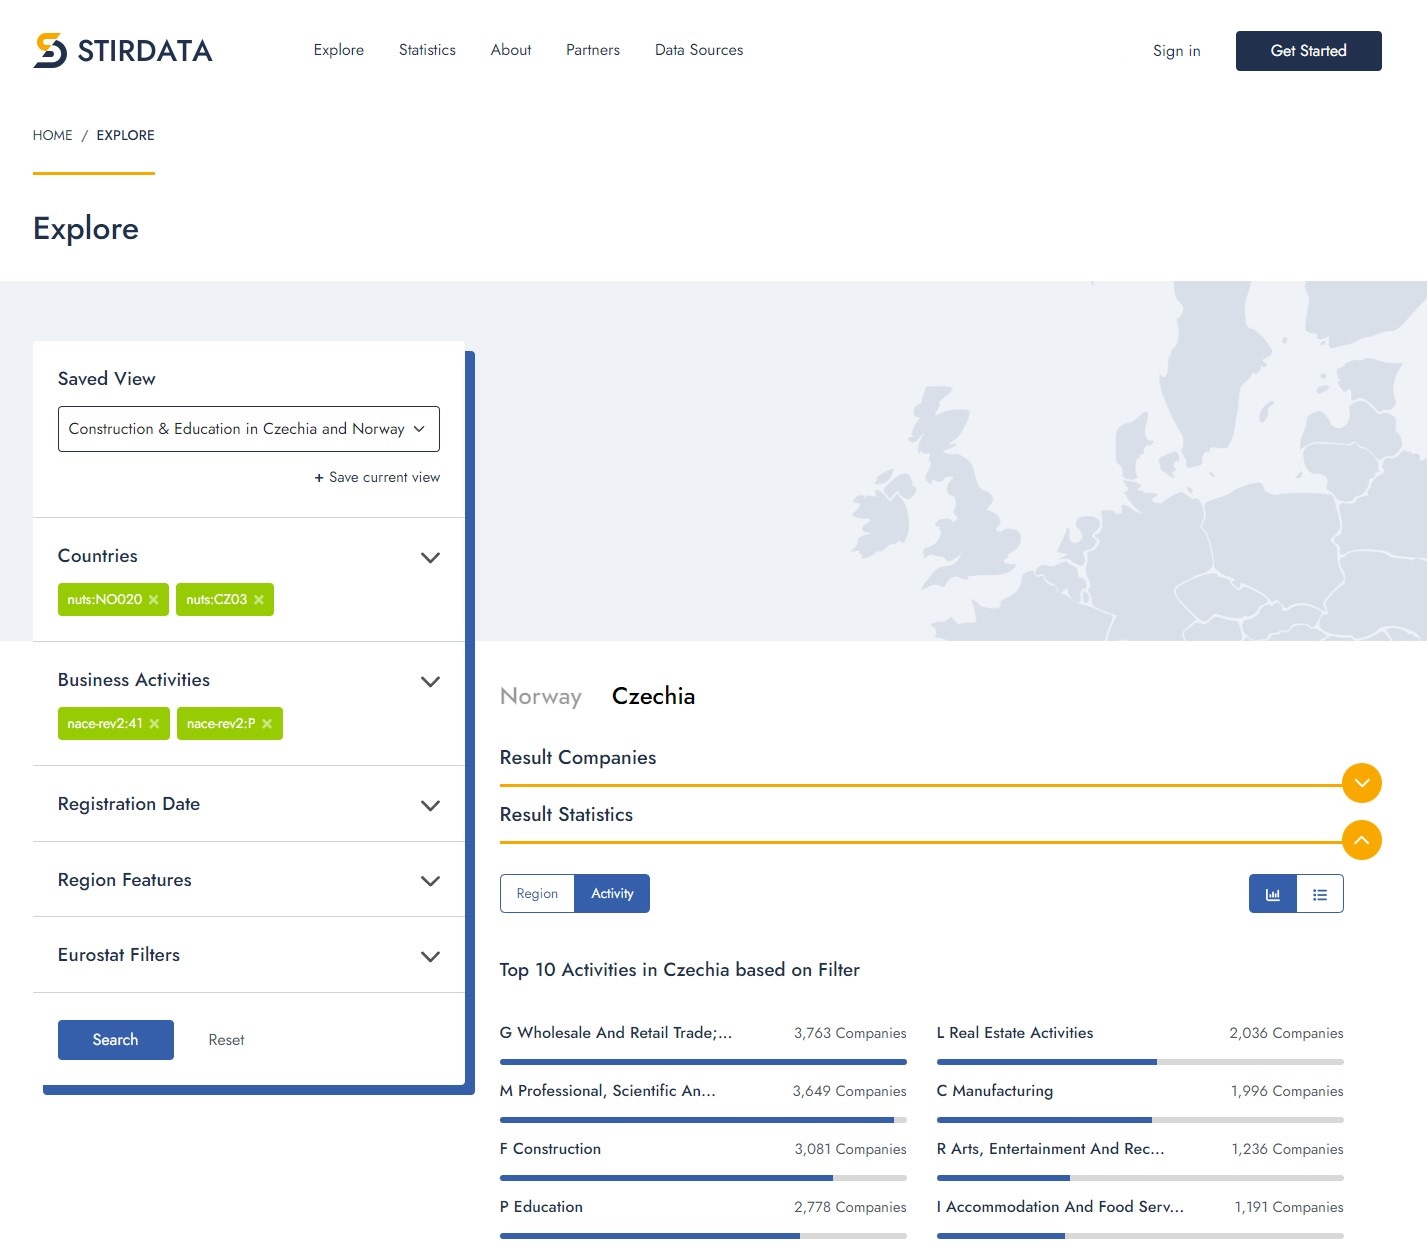 STIRDATA
Explore Statistics About Partners Data Sources
Sign in Get Started
HOME / EXPLORE
Explore
Saved View
Construction & Education in Czechia and Norway
+ Save current view
Countries
nuts:NO020 × nuts:CZ03 ×
Business Activities
nace-rev2:41 × nace-rev2:P ×
Registration Date
Region Features
Eurostat Filters
Search Reset
Norway Czechia
Result Companies
Result Statistics
Region Activity
Top 10 Activities in Czechia based on Filter
G Wholesale And Retail Trade;... 3,763 Companies
L Real Estate Activities 2,036 Companies
M Professional, Scientific An... 3,649 Companies
C Manufacturing 1,996 Companies
F Construction 3,081 Companies
R Arts, Entertainment And Rec... 1,236 Companies
P Education 2,778 Companies
I Accommodation And Food Serv... 1,191 Companies